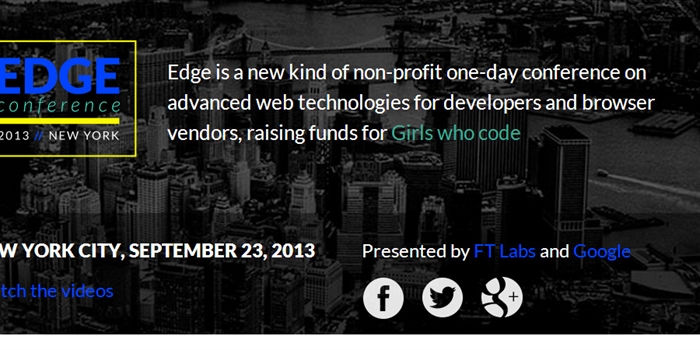 EDGE
conference
2013 // NEW YORK
Edge is a new kind of non-profit one-day conference on
advanced web technologies for developers and browser
vendors, raising funds for Girls who code
YORK CITY, SEPTEMBER 23, 2013
Presented by FT Labs and Google
the videos